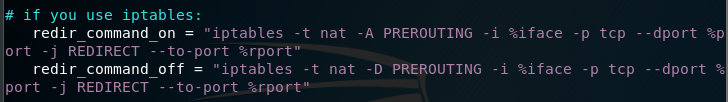 # if you use iptables:
redir_command_on = "iptables -t nat -A PREROUTING -i %iface -p tcp --dport %p
ort -j REDIRECT --to-port %rport"
redir_command_off = "iptables -t nat -D PREROUTING -i %iface -p tcp --dport %
port -j REDIRECT --to-port %rport"